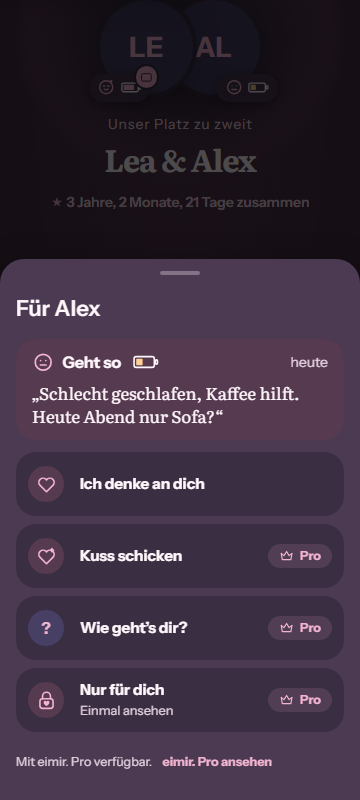 LE AL
Unser Platz zu zweit
Lea & Alex
★ 3 Jahre, 2 Monate, 21 Tage zusammen
Für Alex
Geht so heute
„Schlecht geschlafen, Kaffee hilft.
Heute Abend nur Sofa?“
Ich denke an dich
Kuss schicken Pro
? Wie geht’s dir? Pro
Nur für dich
Einmal ansehen
Pro
Mit eimir. Pro verfügbar. eimir. Pro ansehen